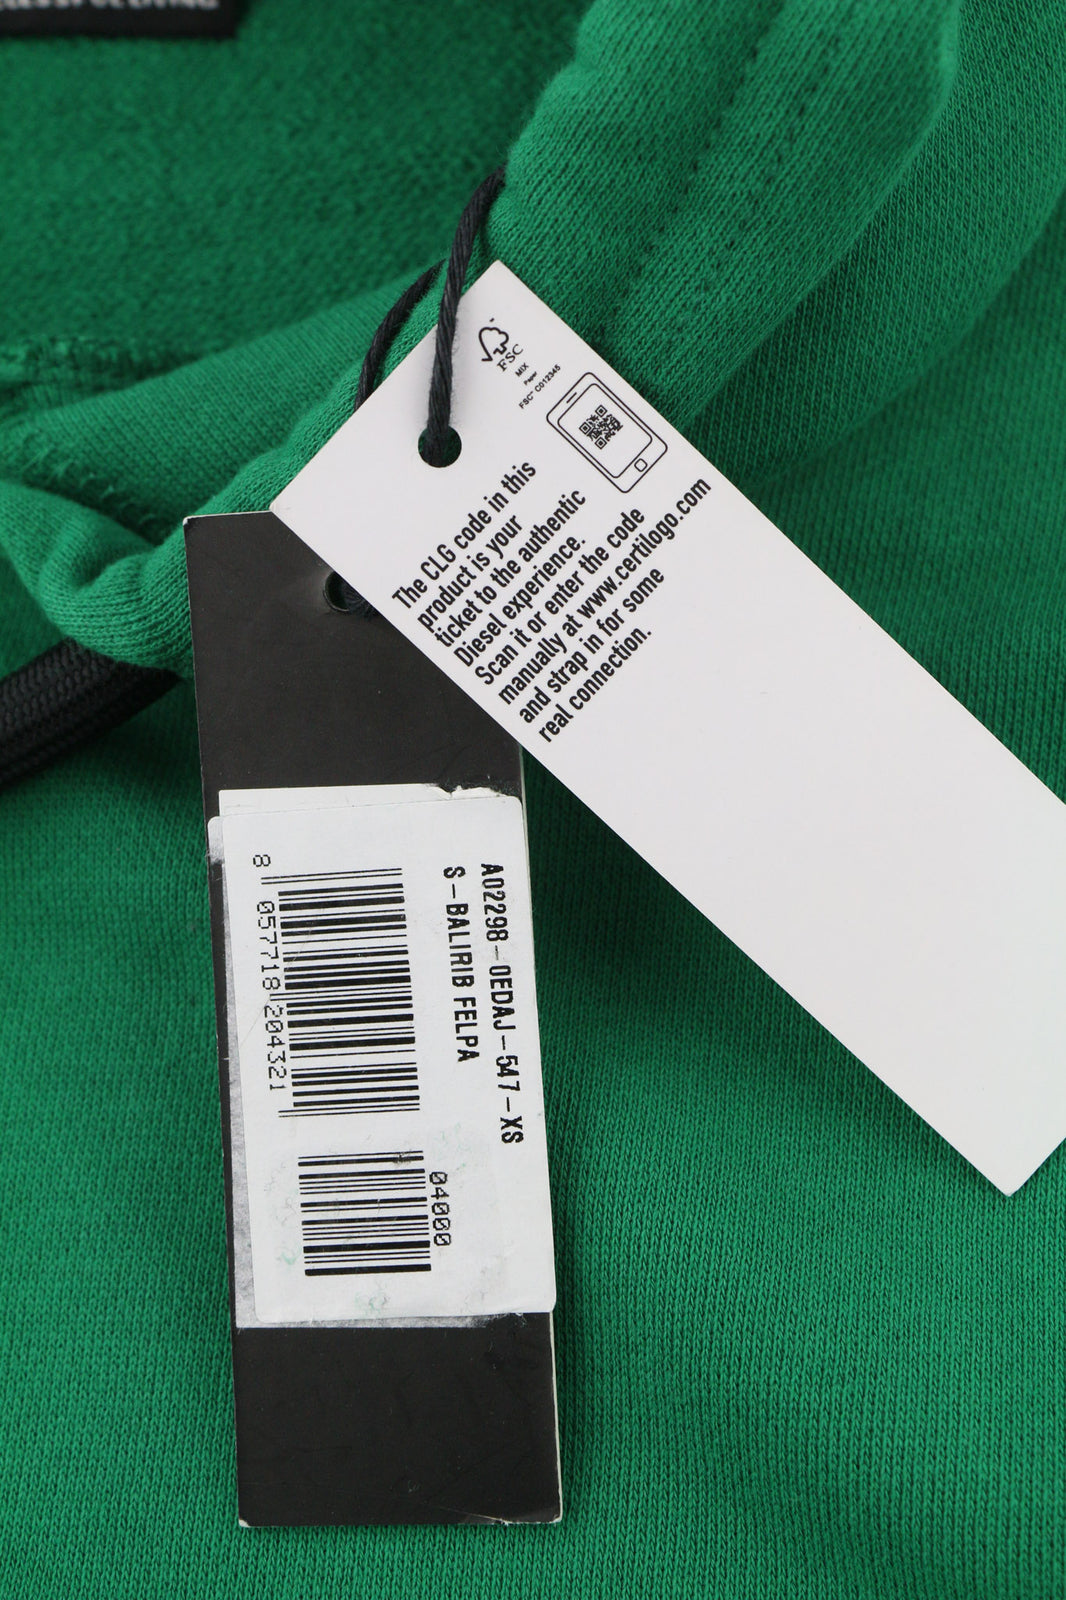 FSC
MIX
Paper
FSC™ C012345
The CLG code in this
product is your
ticket to the authentic
Diesel experience.
Scan it or enter the code
manually at www.certilogo.com
and strap in for some
real connection.
A02298-0EDAJ-547-XS
S-BALIRIB FELPA
8 057718 204321
04000